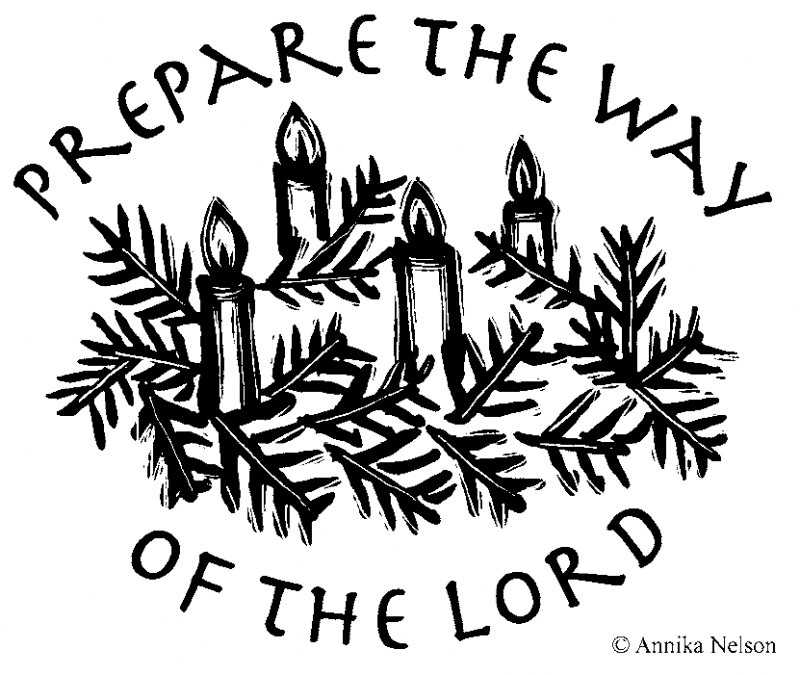 PREPARE THE WAY
OF THE LORD
© Annika Nelson